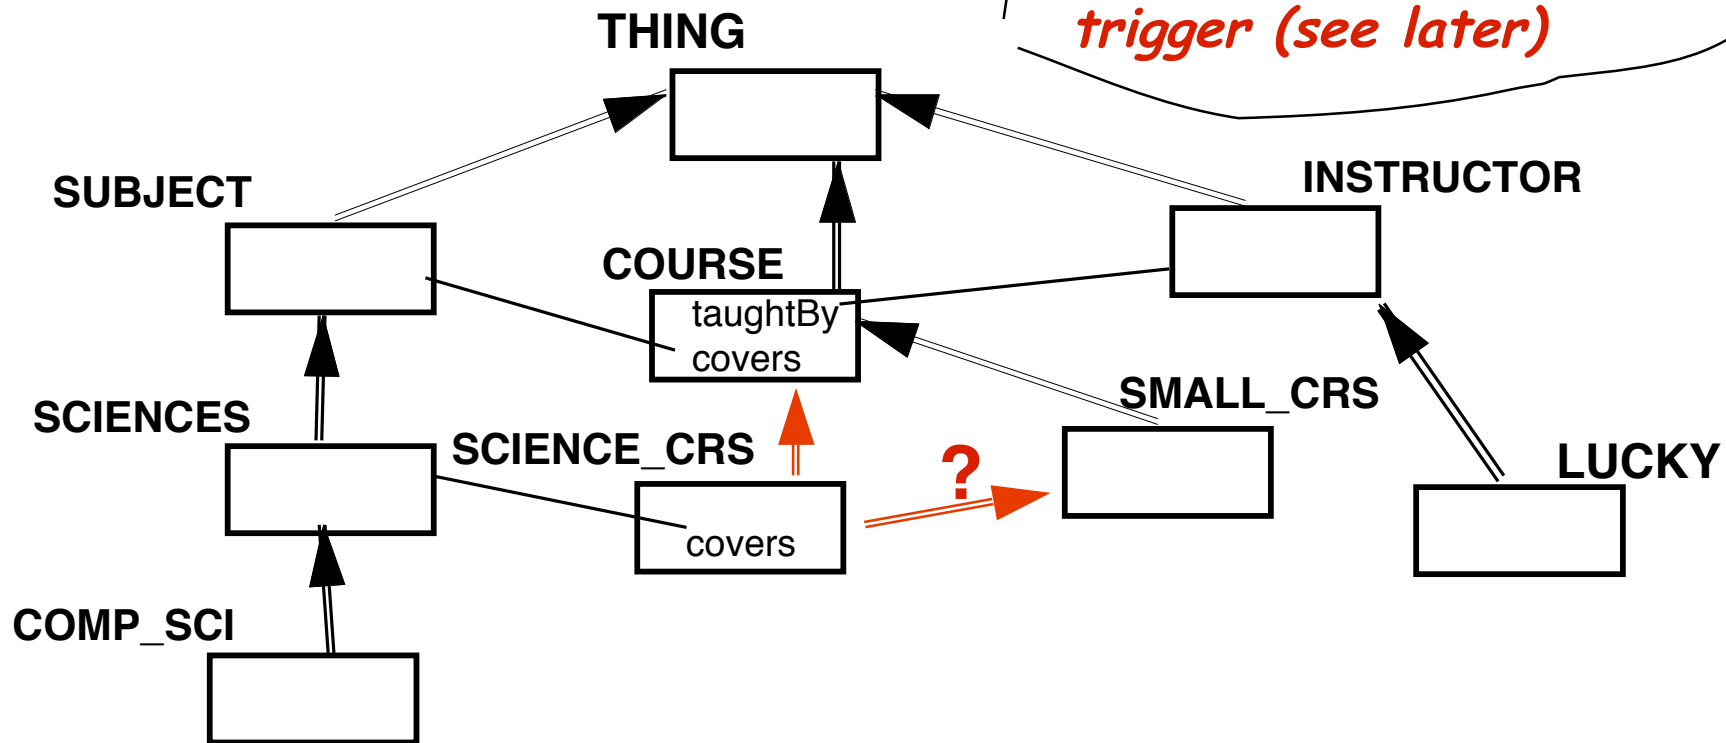 THING
trigger (see later)
SUBJECT
INSTRUCTOR
COURSE
taughtBy
covers
SMALL_CRS
SCIENCES
SCIENCE_CRS
?
LUCKY
covers
COMP_SCI